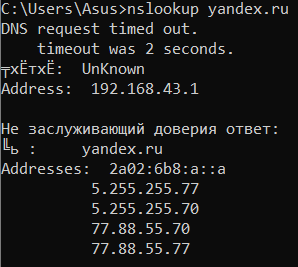 C:\Users\Asus>nslookup yandex.ru
DNS request timed out.
    timeout was 2 seconds.
╤хЁтхЁ:  UnKnown
Address:  192.168.43.1

Не заслуживающий доверия ответ:
╚ь :     yandex.ru
Addresses:  2a02:6b8:a::a
          5.255.255.77
          5.255.255.70
          77.88.55.70
          77.88.55.77